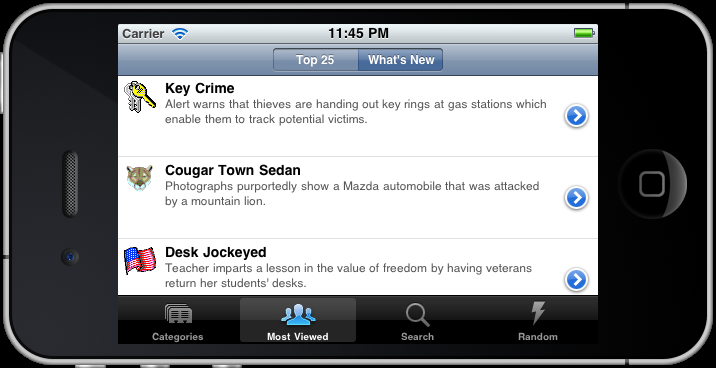 Carrier 11:45 PM
Top 25 What's New
Key Crime
Alert warns that thieves are handing out key rings at gas stations which
enable them to track potential victims.
Cougar Town Sedan
Photographs purportedly show a Mazda automobile that was attacked
by a mountain lion.
Desk Jockeyed
Teacher imparts a lesson in the value of freedom by having veterans
return her students' desks.
Categories Most Viewed Search Random